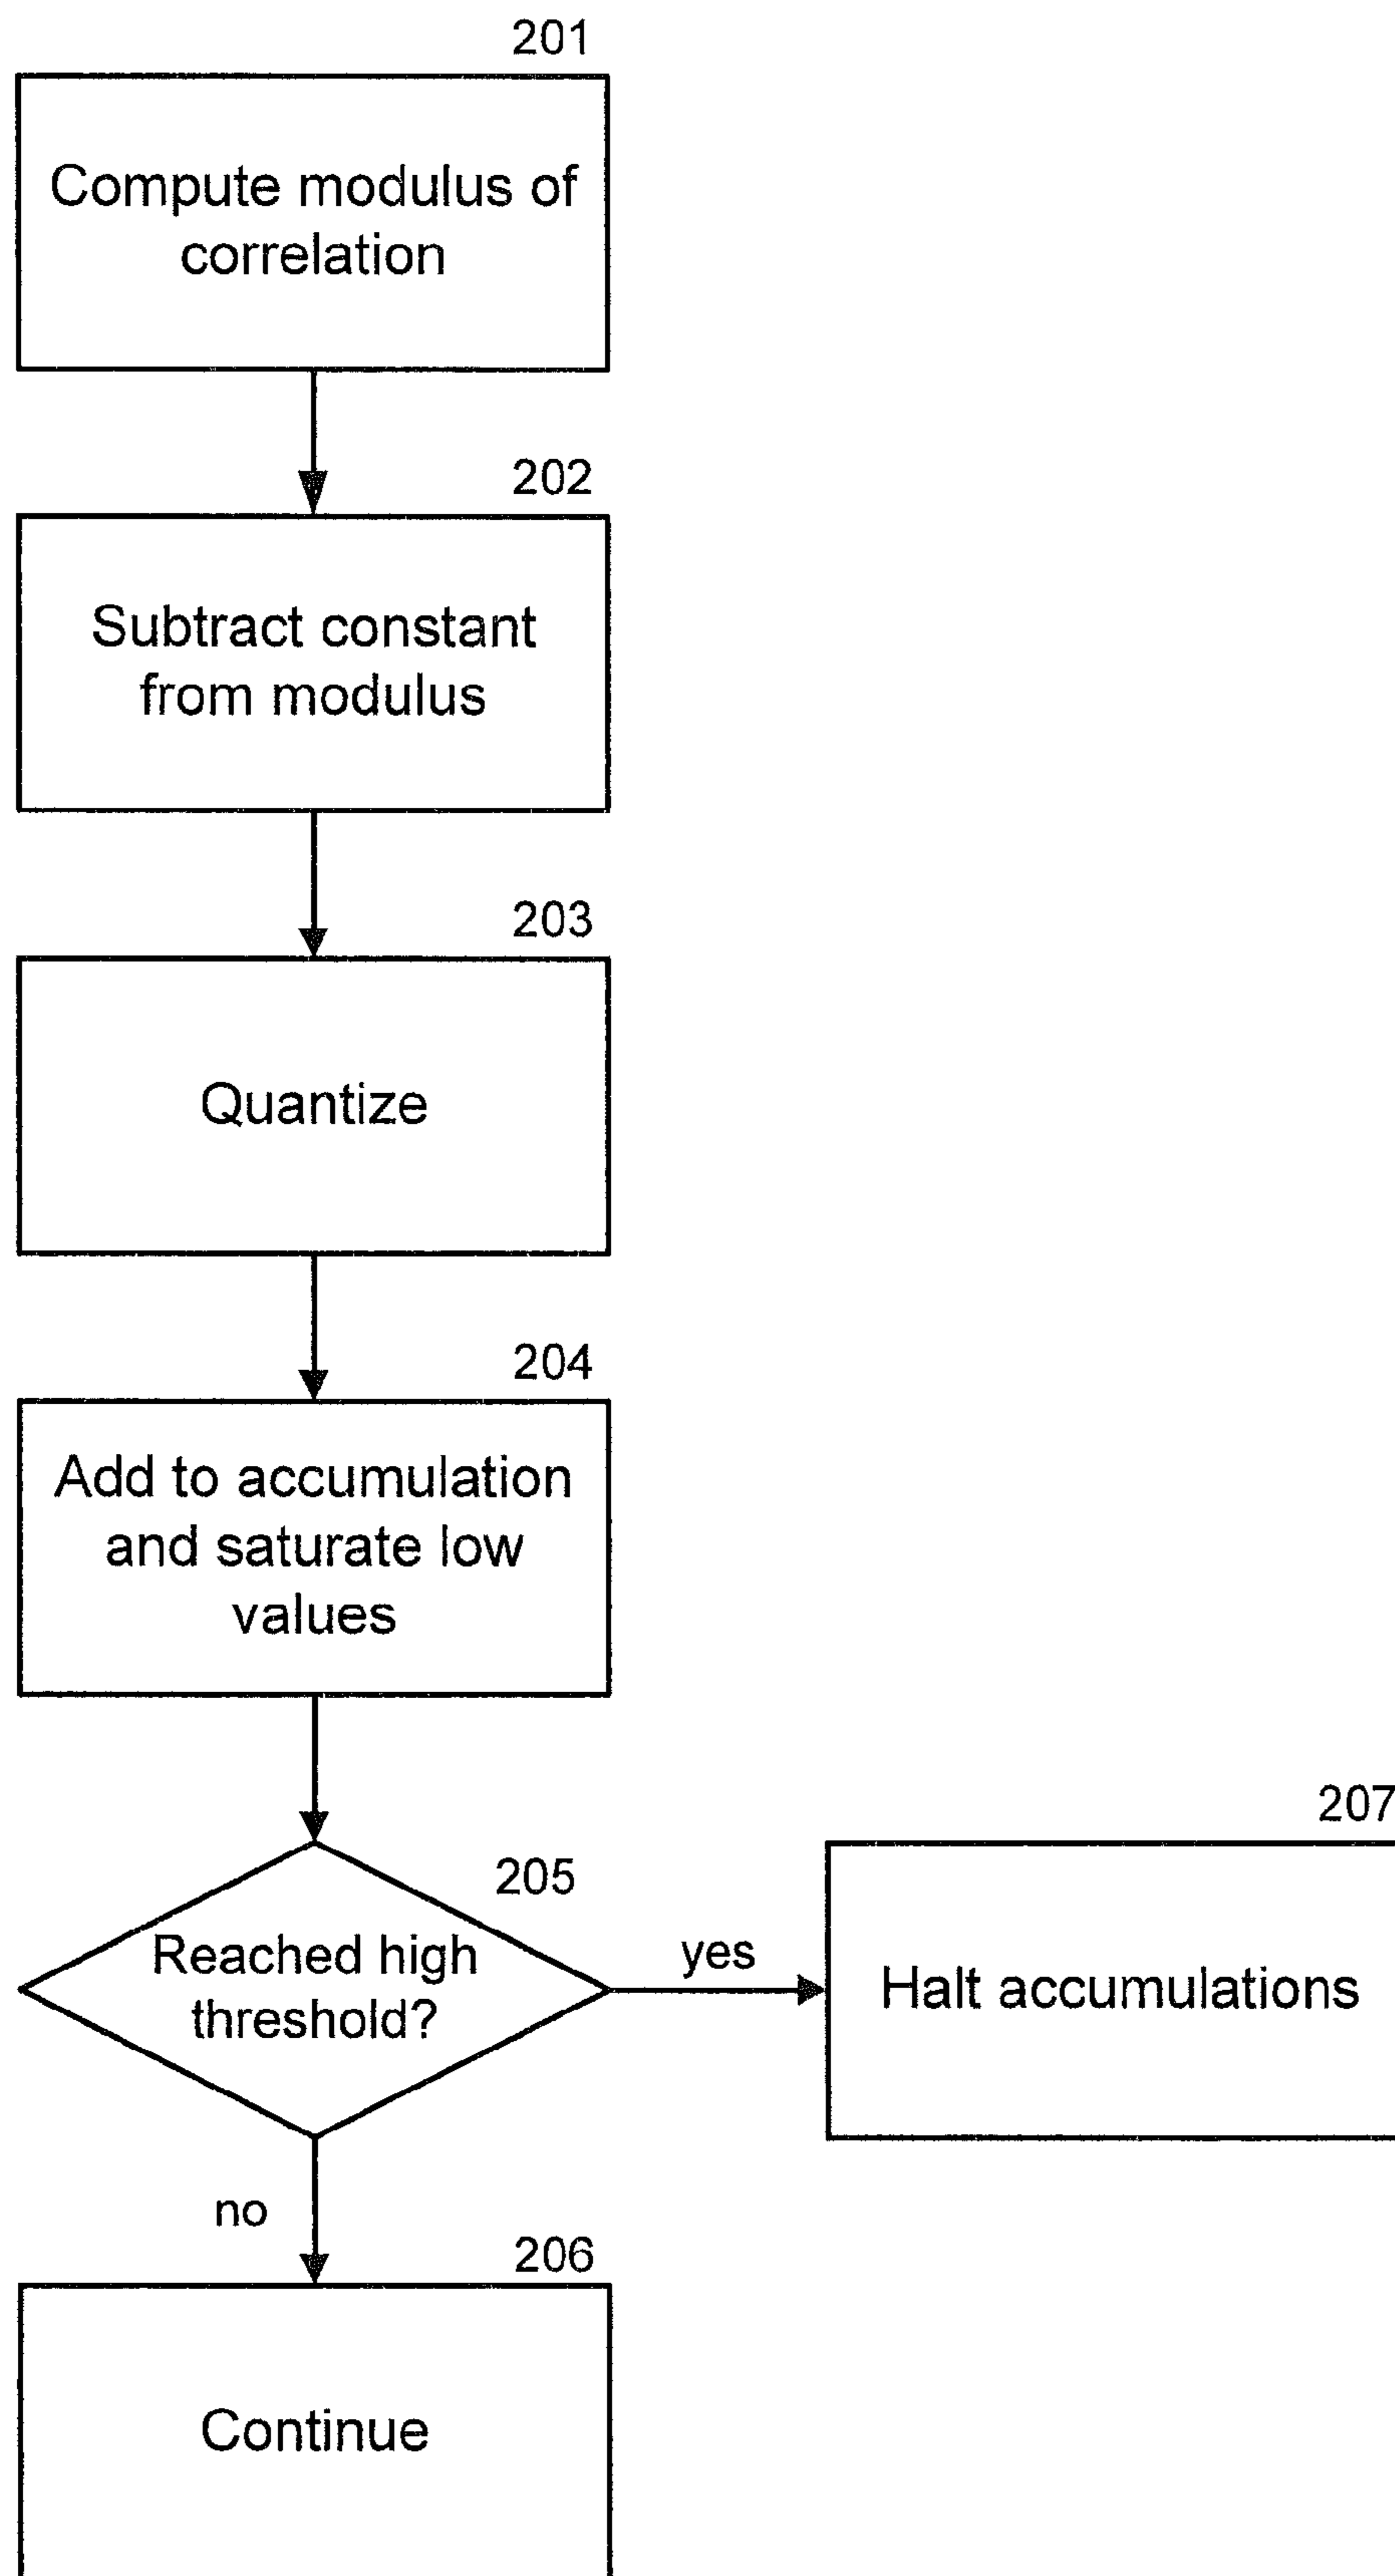 201
Compute modulus of
correlation
202
Subtract constant
from modulus
203
Quantize
204
Add to accumulation
and saturate low
values
205
Reached high
threshold?
yes
207
Halt accumulations
no
206
Continue